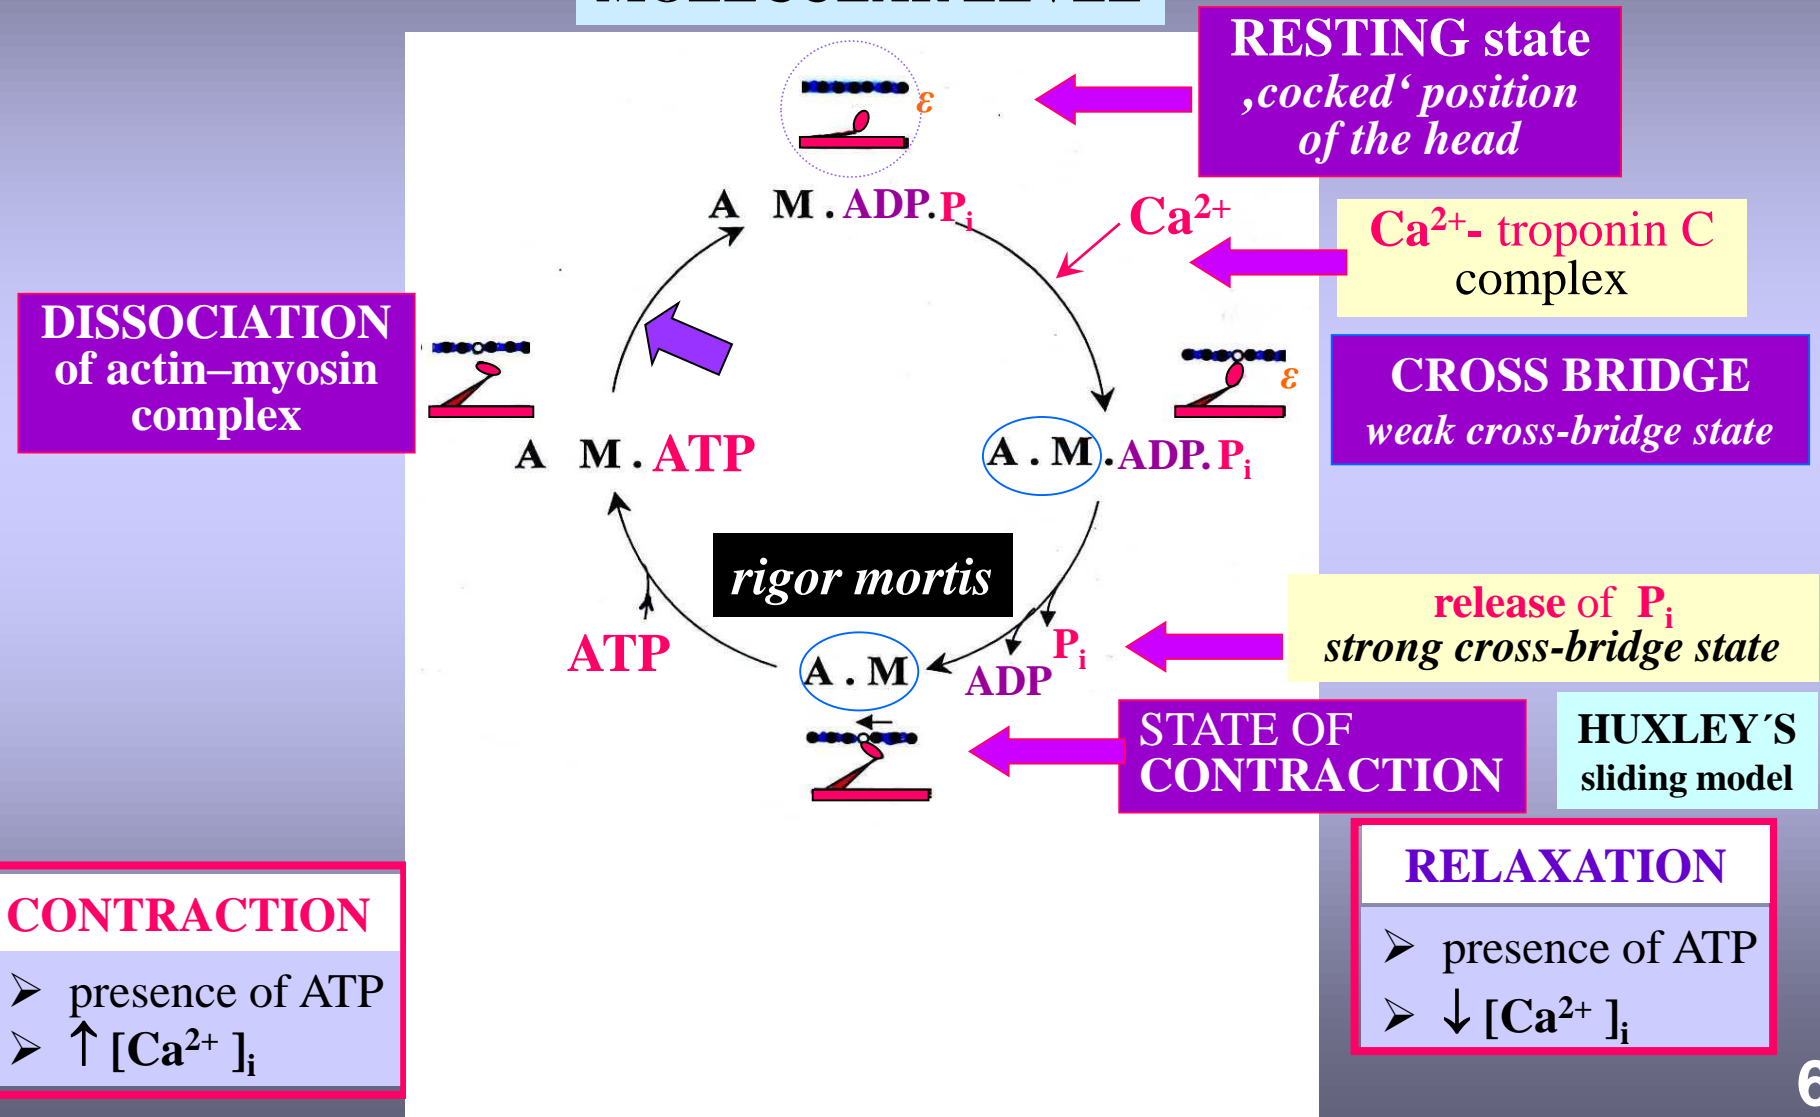 MOLECULAR LEVEL
RESTING state
‚cocked‘ position
of the head
ε
A M . ADP.Pi
Ca²⁺
Ca²⁺- troponin C
complex
DISSOCIATION
of actin–myosin
complex
ε
CROSS BRIDGE
weak cross-bridge state
A M . ATP
A . M . ADP. Pi
rigor mortis
release of Pi
strong cross-bridge state
ATP
A . M
ADP
Pi
STATE OF
CONTRACTION
HUXLEY´S
sliding model
CONTRACTION
➢ presence of ATP
➢ ↑ [Ca²⁺ ]i
RELAXATION
➢ presence of ATP
➢ ↓ [Ca²⁺ ]i
6